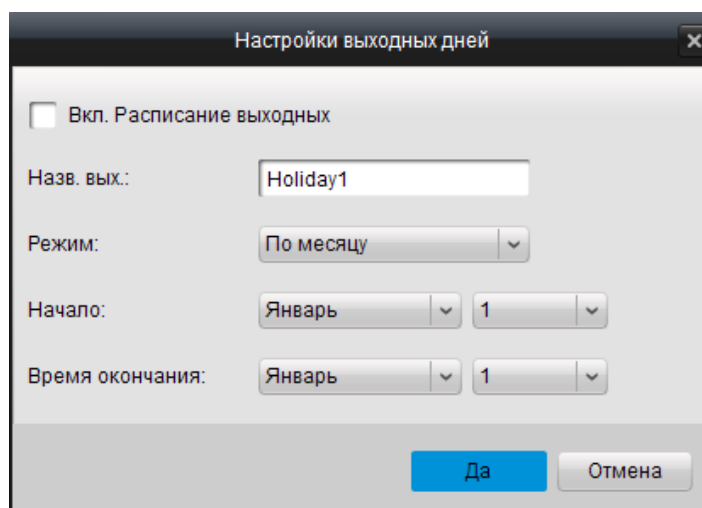 Настройки выходных дней
Вкл. Расписание выходных
Назв. вых.: Holiday1
Режим: По месяцу
Начало: Январь 1
Время окончания: Январь 1
Да Отмена